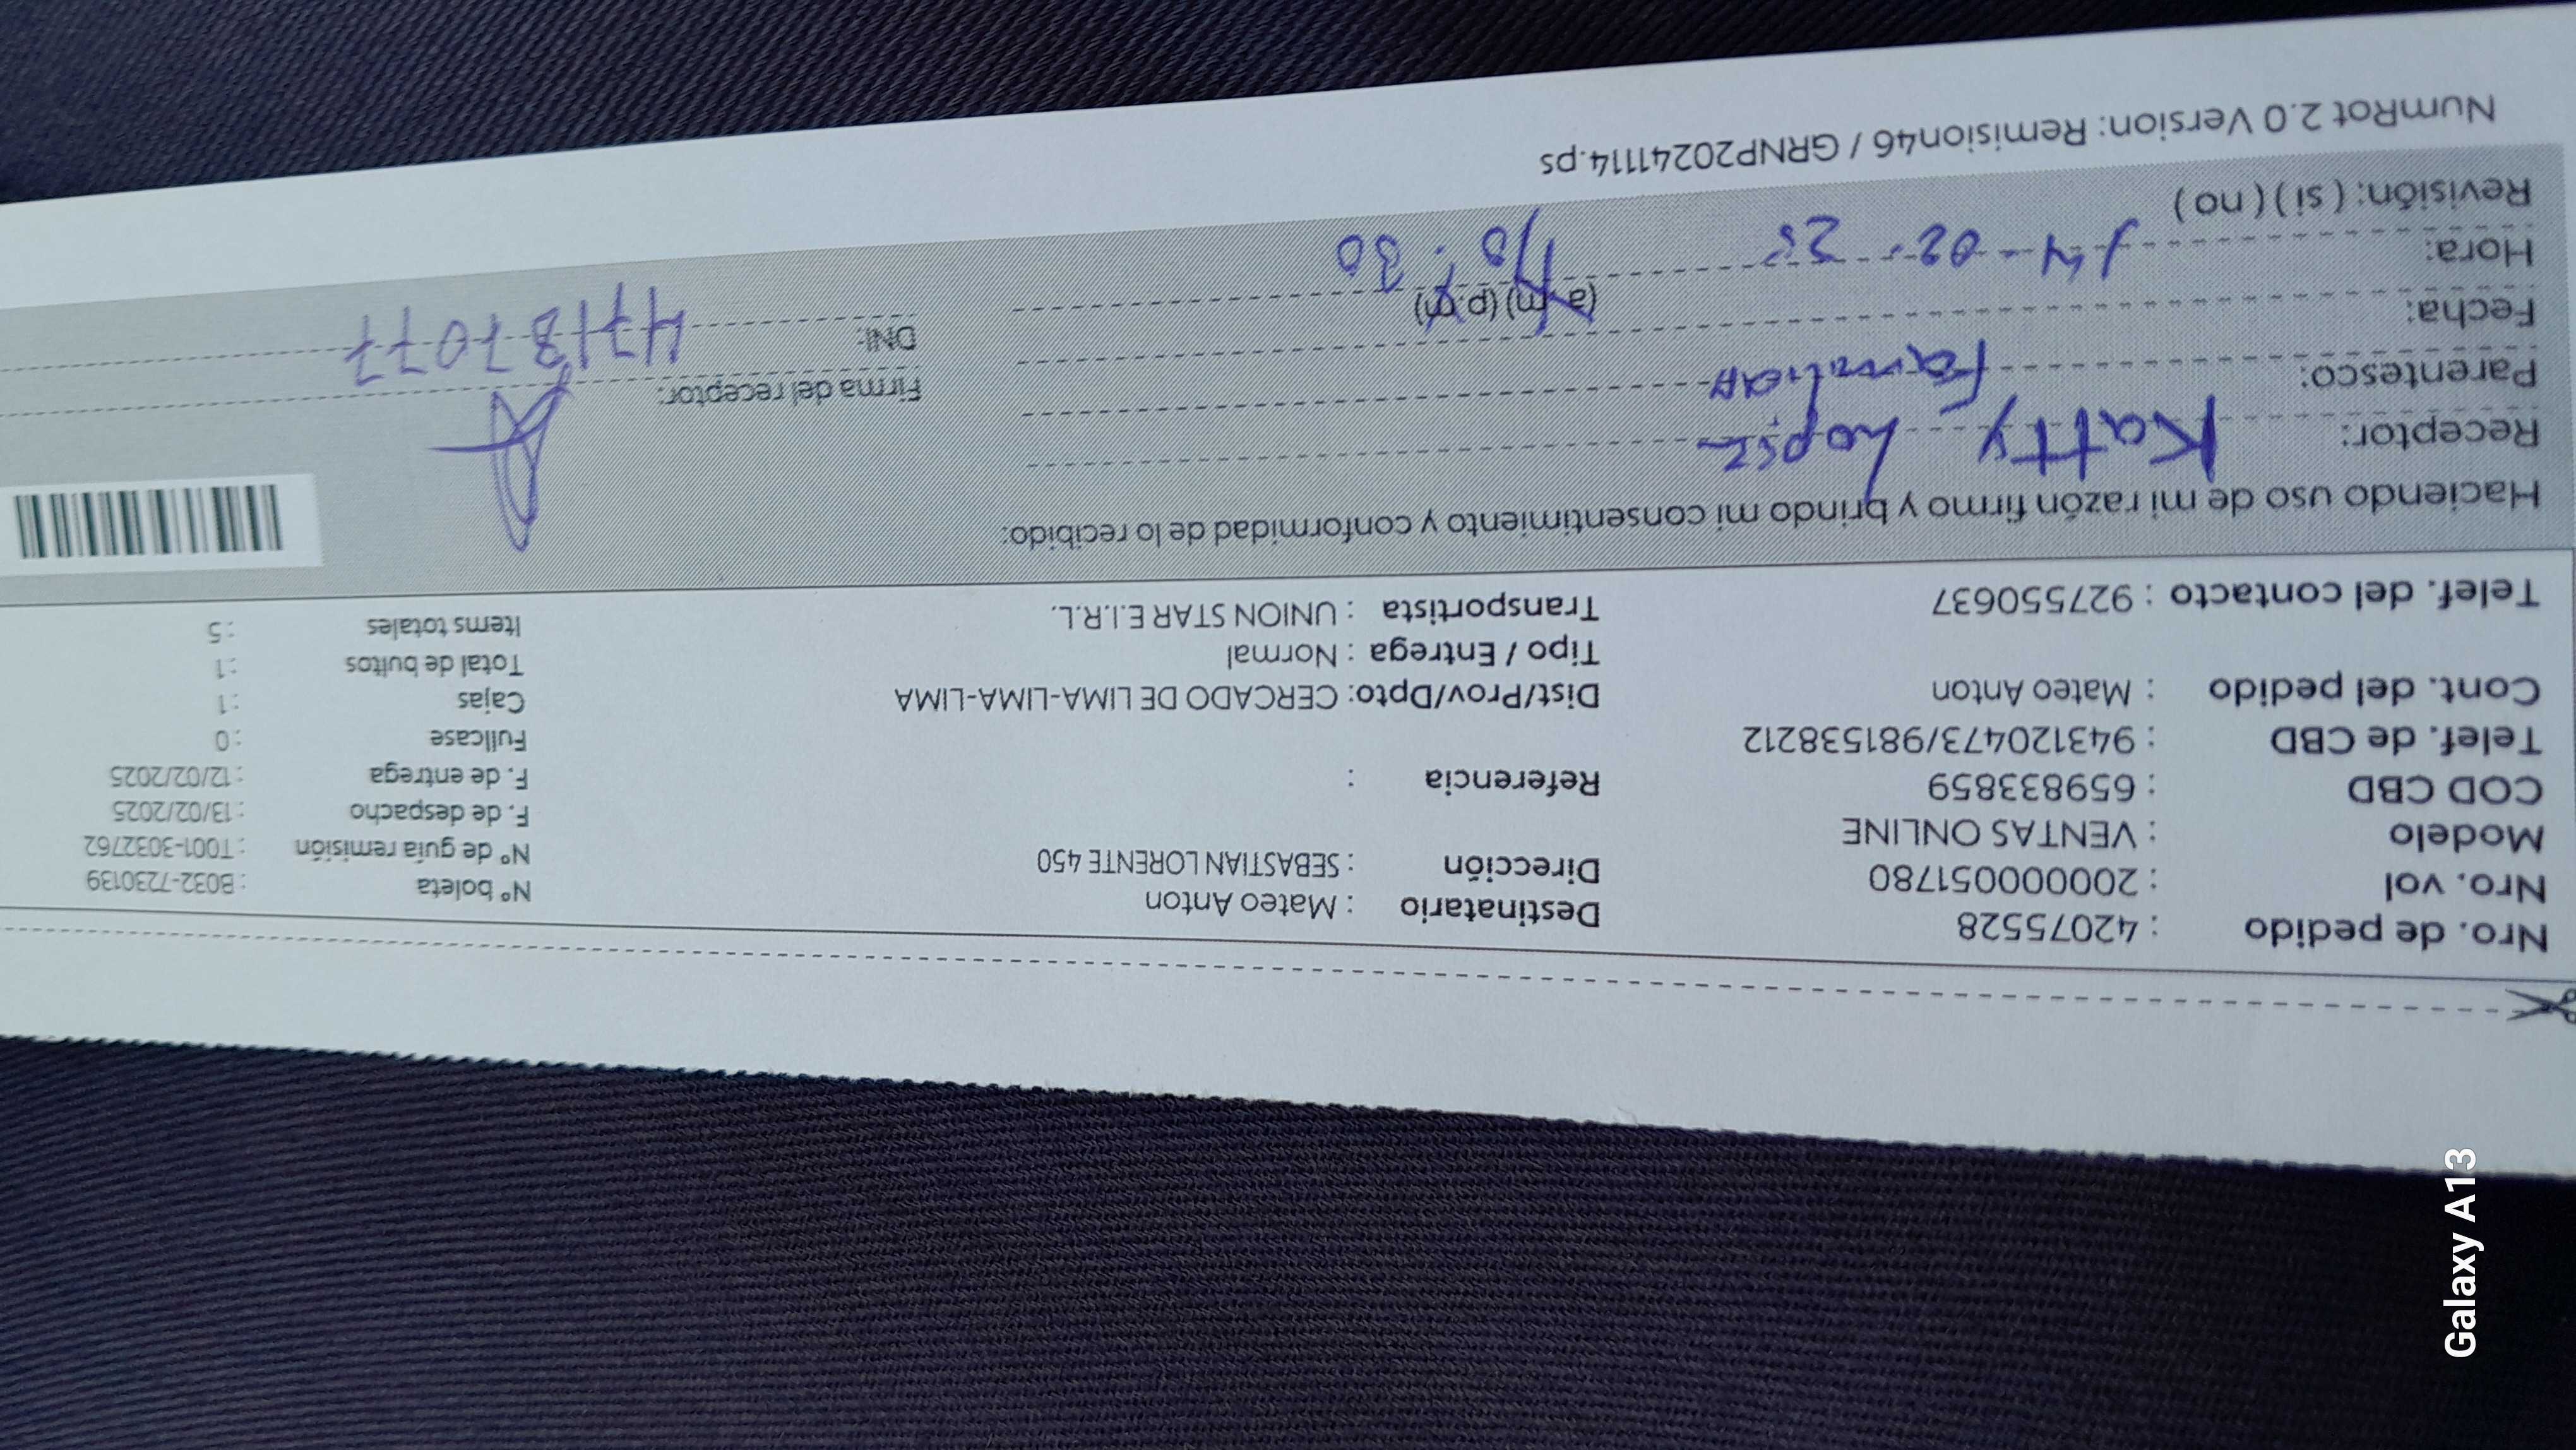 Nro. de pedido : 42075528
Nro. vol : 200000051780
Modelo : VENTAS ONLINE
COD CBD : 659833859
Telef. de CBD : 943120473/981538212
Cont. del pedido : Mateo Anton
Telef. del contacto : 927550637
Destinatario : Mateo Anton
Dirección : SEBASTIAN LORENTE 450
Referencia :
Dist/Prov/Dpto: CERCADO DE LIMA-LIMA-LIMA
Tipo / Entrega : Normal
Transportista : UNION STAR E.I.R.L.
N° boleta : B032-7230139
N° de guía remisión : T001-3032762
F. de despacho : 13/02/2025
F. de entrega : 12/02/2025
Fullcase : 0
Cajas : 1
Total de bultos : 1
Items totales : 5
Haciendo uso de mi razón firmo y brindo mi consentimiento y conformidad de lo recibido:
Receptor: Katty Lopez
Parentesco: familiar
Fecha:
Hora: 14-02-25 (a.m) (p.m)
Revisión: ( si ) ( no )
Firma del receptor:
DNI: 47137077
NumRot 2.0 Version: Remision46 / GRNP20241114.ps
Galaxy A13